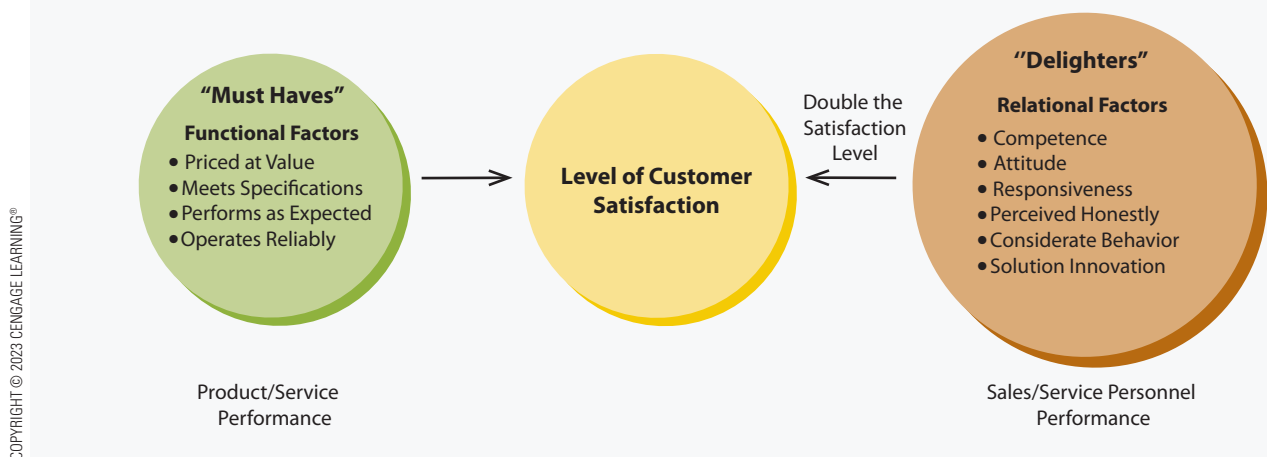 “Must Haves”
Functional Factors
• Priced at Value
• Meets Specifications
• Performs as Expected
• Operates Reliably
Product/Service
Performance
Level of Customer
Satisfaction
Double the
Satisfaction
Level
‘’Delighters”
Relational Factors
• Competence
• Attitude
• Responsiveness
• Perceived Honestly
• Considerate Behavior
• Solution Innovation
Sales/Service Personnel
Performance
COPYRIGHT © 2023 CENGAGE LEARNING®